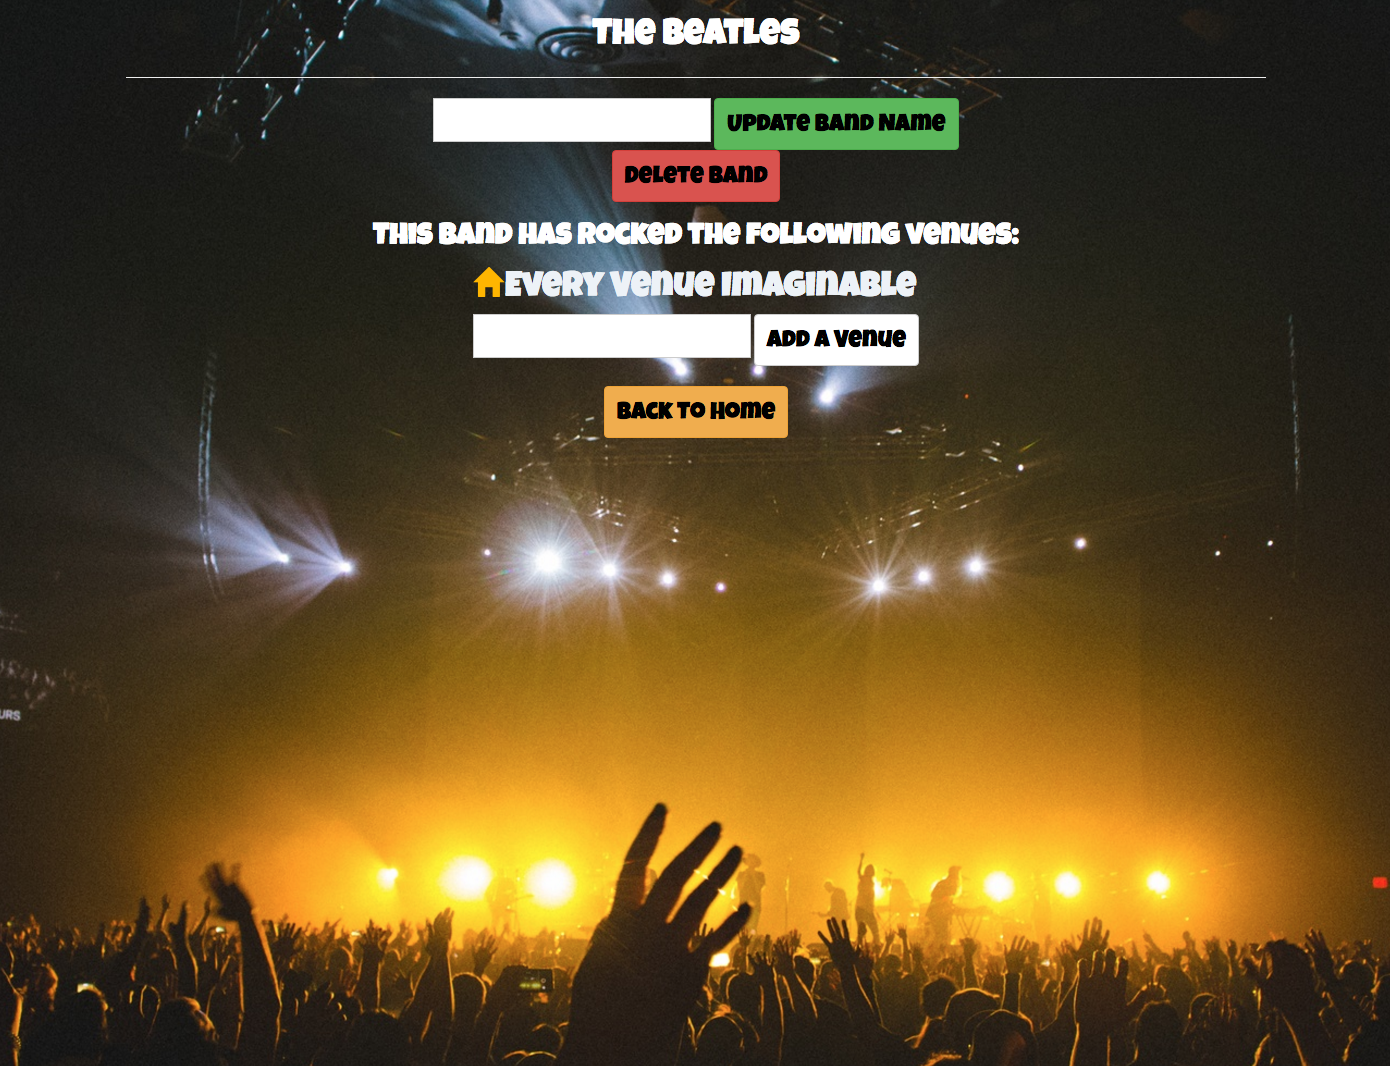 The Beatles
Update Band Name
Delete Band
This band has rocked the following venues:
Every Venue Imaginable
Add a Venue
Back to Home
URS